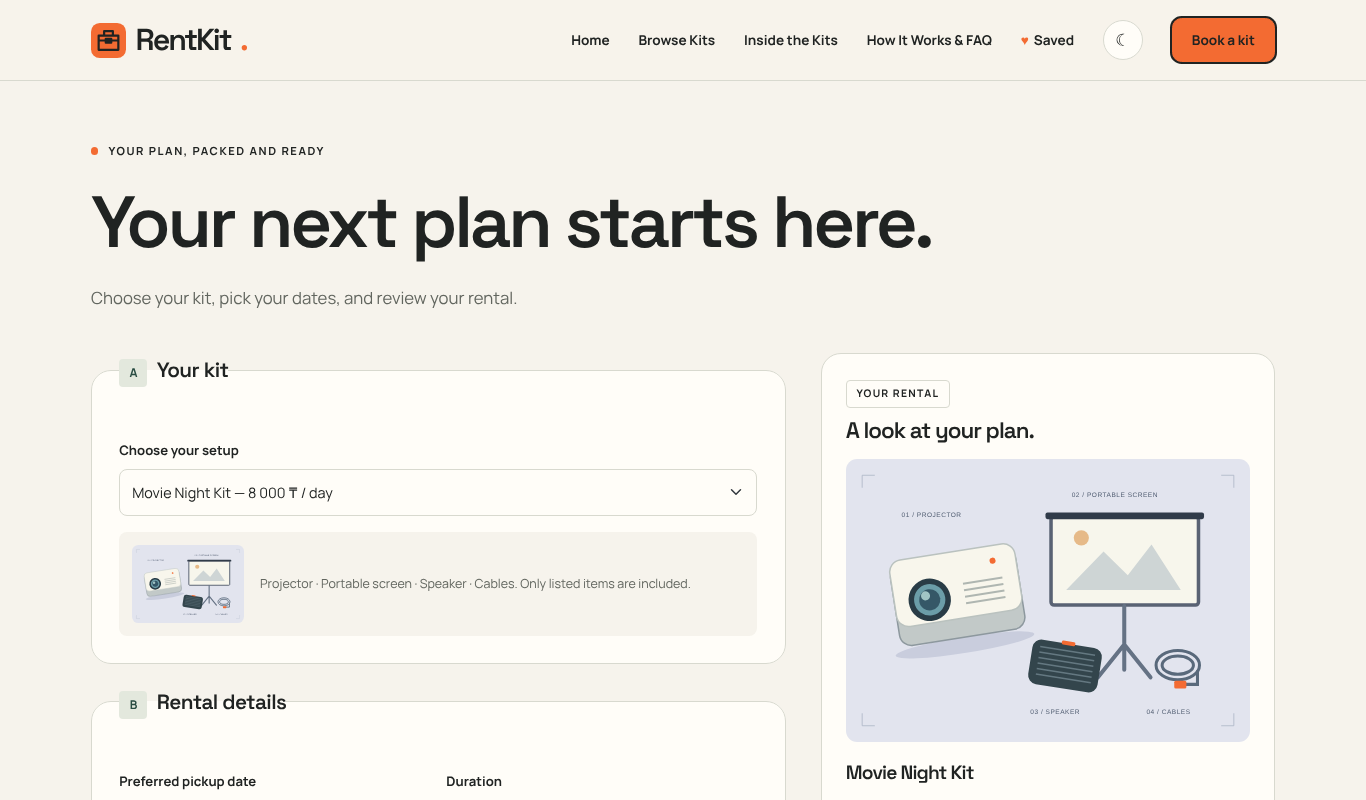 RentKit .
Home
Browse Kits
Inside the Kits
How It Works & FAQ
♥ Saved
Book a kit
YOUR PLAN, PACKED AND READY
Your next plan starts here.
Choose your kit, pick your dates, and review your rental.
A Your kit
Choose your setup
Movie Night Kit — 8 000 ₸ / day
Projector · Portable screen · Speaker · Cables. Only listed items are included.
B Rental details
Preferred pickup date
Duration
YOUR RENTAL
A look at your plan.
01 / PROJECTOR
02 / PORTABLE SCREEN
03 / SPEAKER
04 / CABLES
Movie Night Kit